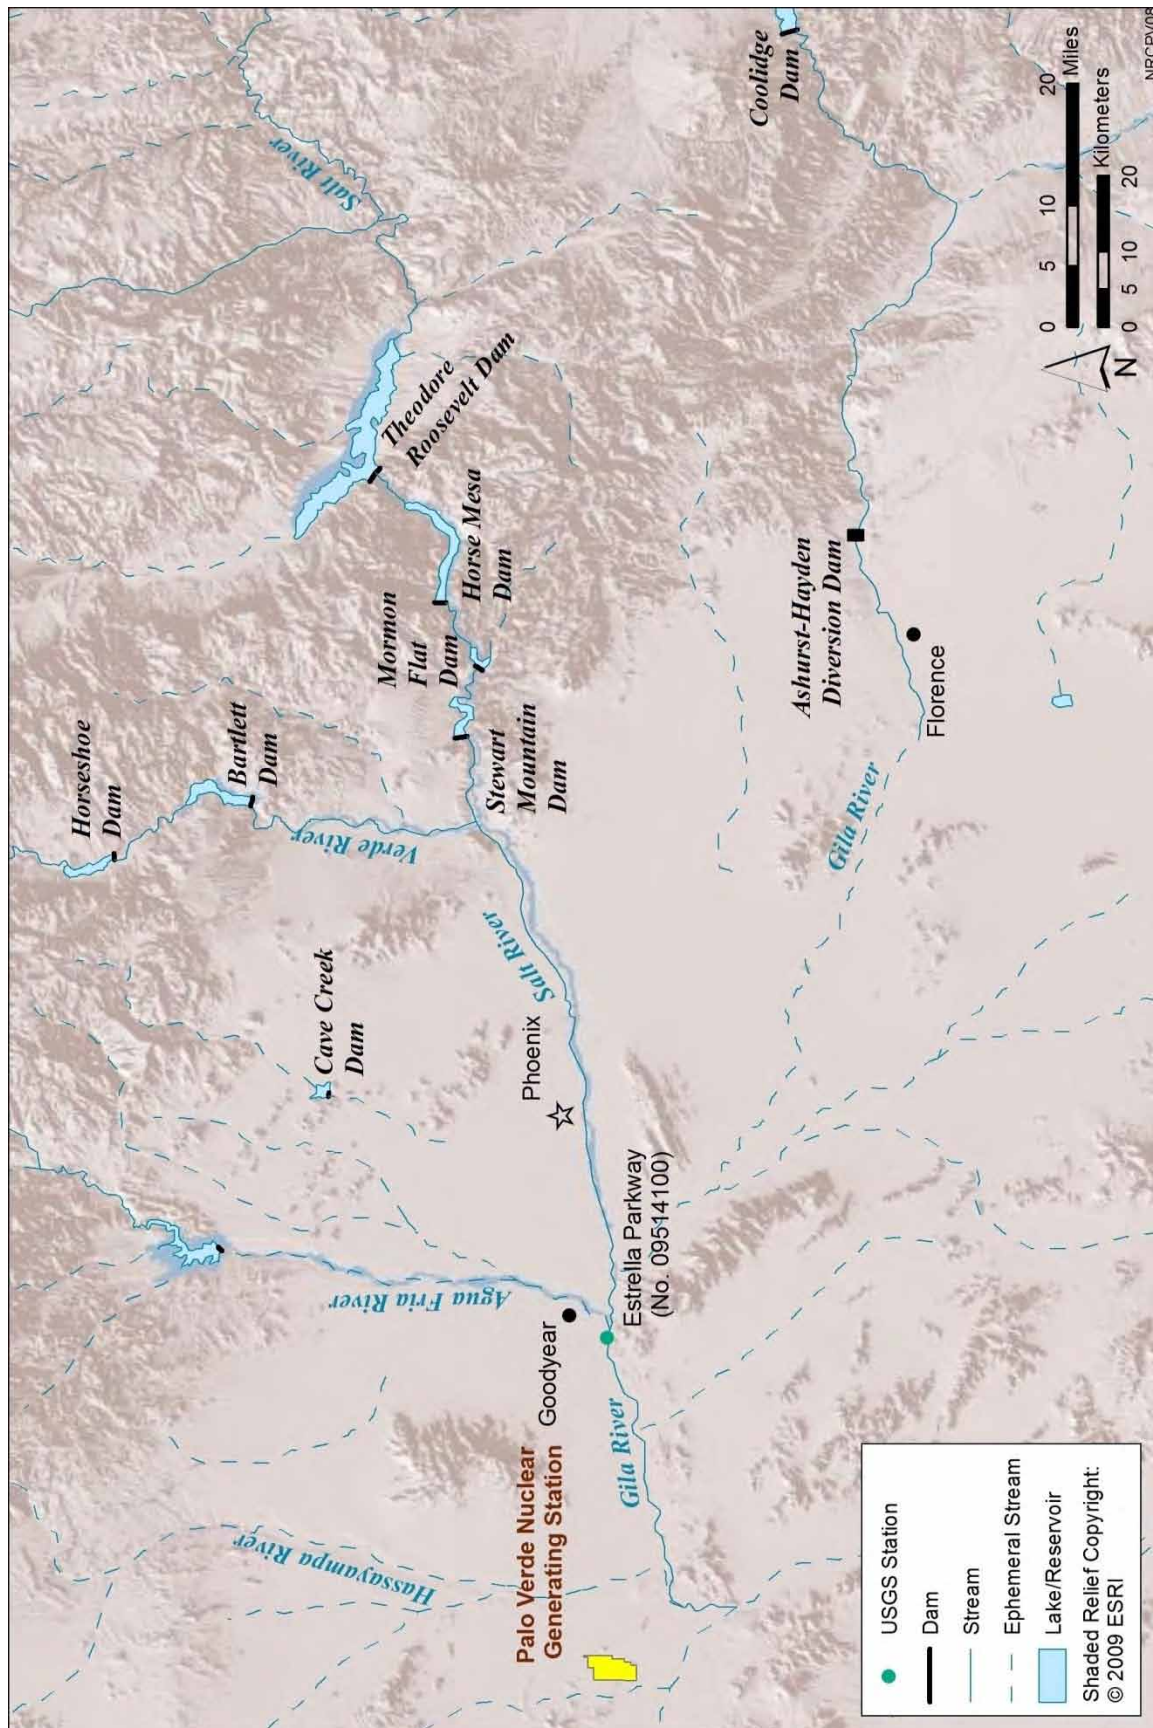 Horseshoe
Dam
Bartlett
Dam
Verde River
Cave Creek
Dam
Agua Fria River
Hassayampa River
Salt River
Theodore
Roosevelt Dam
Horse Mesa
Dam
Mormon
Flat
Dam
Stewart
Mountain
Dam
Salt River
Phoenix
Goodyear
Estrella Parkway
(No. 09514100)
Palo Verde Nuclear
Generating Station
Gila River
Gila River
Florence
Ashurst-Hayden
Diversion Dam
Coolidge
Dam
0 5 10 20
Miles
Kilometers
0 5 10 20
N
USGS Station
Dam
Stream
Ephemeral Stream
Lake/Reservoir
Shaded Relief Copyright:
© 2009 ESRI